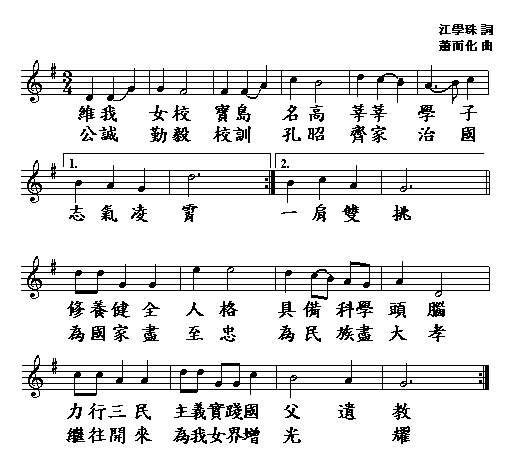 江學珠 詞
蕭而化 曲
3
4
維我 女校 寶島 名高 莘莘 學子
公誠 勤毅 校訓 孔昭 齊家 治國
1. 2.
志氣凌霄 一肩雙挑
修養健全 人格 具備科學頭腦
為國家盡 至忠 為民族盡大孝
力行三民 主義實踐國 父遺教
繼往開來 為我女界增 光耀